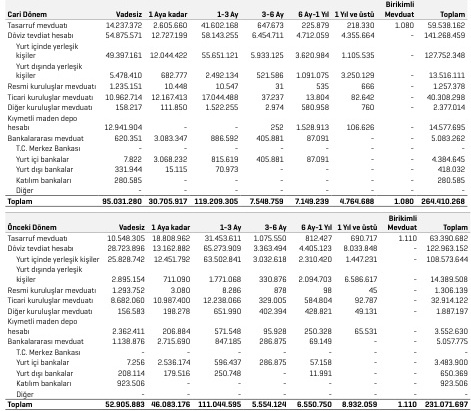 Birikimli
Cari Dönem Vadesiz 1 Aya kadar 1-3 Ay 3-6 Ay 6 Ay-1 Yıl 1 Yıl ve üstü Mevduat Toplam
Tasarruf mevduatı 14.237.372 2.605.660 41.602.168 647.673 225.879 218.330 1.080 59.538.162
Döviz tevdiat hesabı 54.875.571 12.727.199 58.143.255 6.454.711 4.712.059 4.355.664 - 141.268.459
Yurt içinde yerleşik
kişiler 49.397.161 12.044.422 55.651.121 5.933.125 3.620.984 1.105.535 - 127.752.348
Yurt dışında yerleşik
kişiler 5.478.410 682.777 2.492.134 521.586 1.091.075 3.250.129 - 13.516.111
Resmi kuruluşlar mevduatı 1.235.151 10.448 10.547 31 535 666 - 1.257.378
Ticari kuruluşlar mevduatı 10.962.714 12.167.413 17.044.488 37.237 13.804 82.642 - 40.308.298
Diğer kuruluşlar mevduatı 158.217 111.850 1.522.255 2.974 580.958 760 - 2.377.014
Kıymetli maden depo
hesabı 12.941.904 - - 252 1.528.913 106.626 - 14.577.695
Bankalararası mevduat 620.351 3.083.347 886.592 405.881 87.091 - - 5.083.262
T.C. Merkez Bankası - - - - - - - -
Yurt içi bankalar 7.822 3.068.232 815.619 405.881 87.091 - - 4.384.645
Yurt dışı bankalar 331.944 15.115 70.973 - - - - 418.032
Katılım bankaları 280.585 - - - - - - 280.585
Diğer - - - - - - - -
Toplam 95.031.280 30.705.917 119.209.305 7.548.759 7.149.239 4.764.688 1.080 264.410.268
Birikimli
Önceki Dönem Vadesiz 1 Aya kadar 1-3 Ay 3-6 Ay 6 Ay-1 Yıl 1 Yıl ve üstü Mevduat Toplam
Tasarruf mevduatı 10.548.305 18.808.962 31.453.611 1.075.550 812.427 690.717 1.110 63.390.682
Döviz tevdiat hesabı 28.723.896 13.162.882 65.273.909 3.363.494 4.405.123 8.033.848 - 122.963.152
Yurt içinde yerleşik kişiler 25.828.742 12.451.792 63.502.841 3.032.618 2.310.420 1.447.231 - 108.573.644
Yurt dışında yerleşik
kişiler 2.895.154 711.090 1.771.068 330.876 2.094.703 6.586.617 - 14.389.508
Resmi kuruluşlar mevduatı 1.293.752 3.080 8.286 878 98 45 - 1.306.139
Ticari kuruluşlar mevduatı 8.682.060 10.987.400 12.238.066 329.005 584.804 92.787 - 32.914.122
Diğer kuruluşlar mevduatı 156.583 198.278 651.990 402.394 428.821 49.131 - 1.887.197
Kıymetli maden depo
hesabı 2.362.411 206.884 571.548 95.928 250.328 65.531 - 3.552.630
Bankalararası mevduat 1.138.876 2.715.690 847.185 286.875 69.149 - - 5.057.775
T.C. Merkez Bankası - - - - - - - -
Yurt içi bankalar 7.256 2.536.174 596.437 286.875 57.158 - - 3.483.900
Yurt dışı bankalar 208.114 179.516 250.748 - 11.991 - - 650.369
Katılım bankaları 923.506 - - - - - - 923.506
Diğer - - - - - - - -
Toplam 52.905.883 46.083.176 111.044.595 5.554.124 6.550.750 8.932.059 1.110 231.071.697